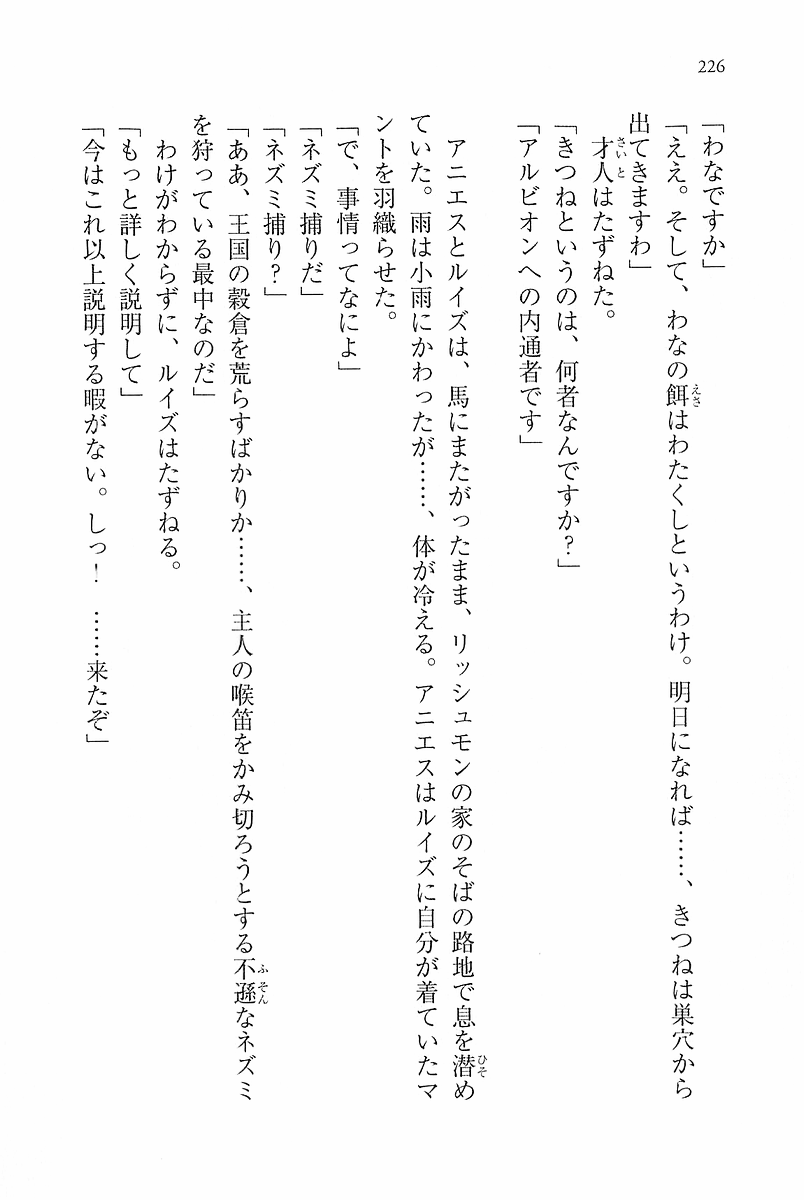 226
「わなですか」
「ええ。そして、わなの餌はわたくしというわけ。明日になれば……、きつねは巣穴から
出てきますわ」
　才人はたずねた。
「きつねというのは、何者なんですか？」
「アルビオンへの内通者です」
　アニエスとルイズは、馬にまたがったまま、リッシュモンの家のそばの路地で息を潜め
ていた。雨は小雨にかわったが……、体が冷える。アニエスはルイズに自分が着ていたマ
ントを羽織らせた。
「で、事情ってなによ」
「ネズミ捕りだ」
「ネズミ捕り？」
「ああ、王国の穀倉を荒らすばかりか……、主人の喉笛をかみ切ろうとする不遜なネズミ
を狩っている最中なのだ」
　わけがわからずに、ルイズはたずねる。
「もっと詳しく説明して」
「今はこれ以上説明する暇がない。しっ！　……来たぞ」